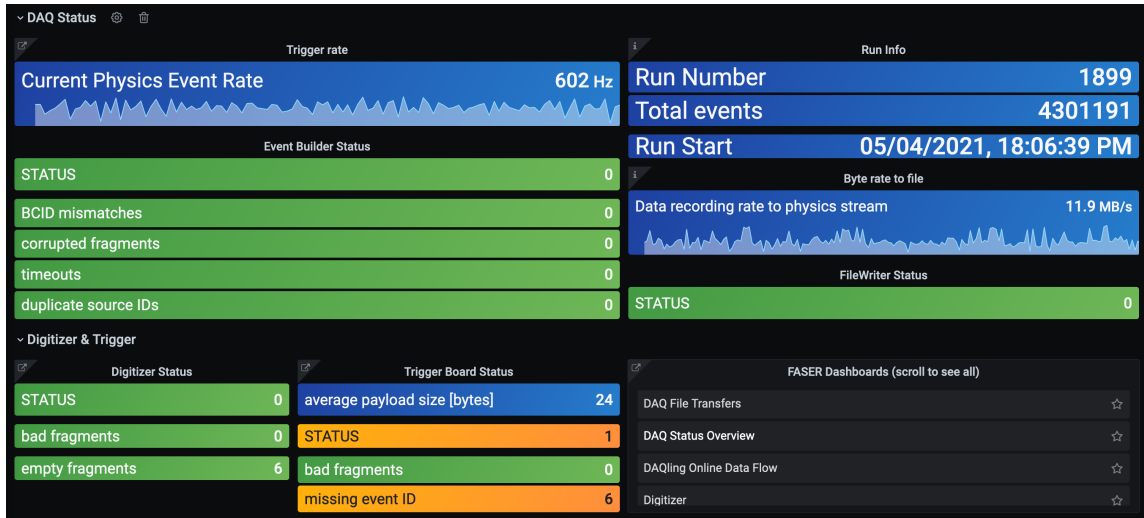 DAQ Status
Trigger rate
Current Physics Event Rate 602 Hz
Event Builder Status
STATUS 0
BCID mismatches 0
corrupted fragments 0
timeouts 0
duplicate source IDs 0
Run Info
Run Number 1899
Total events 4301191
Run Start 05/04/2021, 18:06:39 PM
Byte rate to file
Data recording rate to physics stream 11.9 MB/s
FileWriter Status
STATUS 0
Digitizer & Trigger
Digitizer Status
STATUS 0
bad fragments 0
empty fragments 6
Trigger Board Status
average payload size [bytes] 24
STATUS 1
bad fragments 0
missing event ID 6
FASER Dashboards (scroll to see all)
DAQ File Transfers
DAQ Status Overview
DAQling Online Data Flow
Digitizer